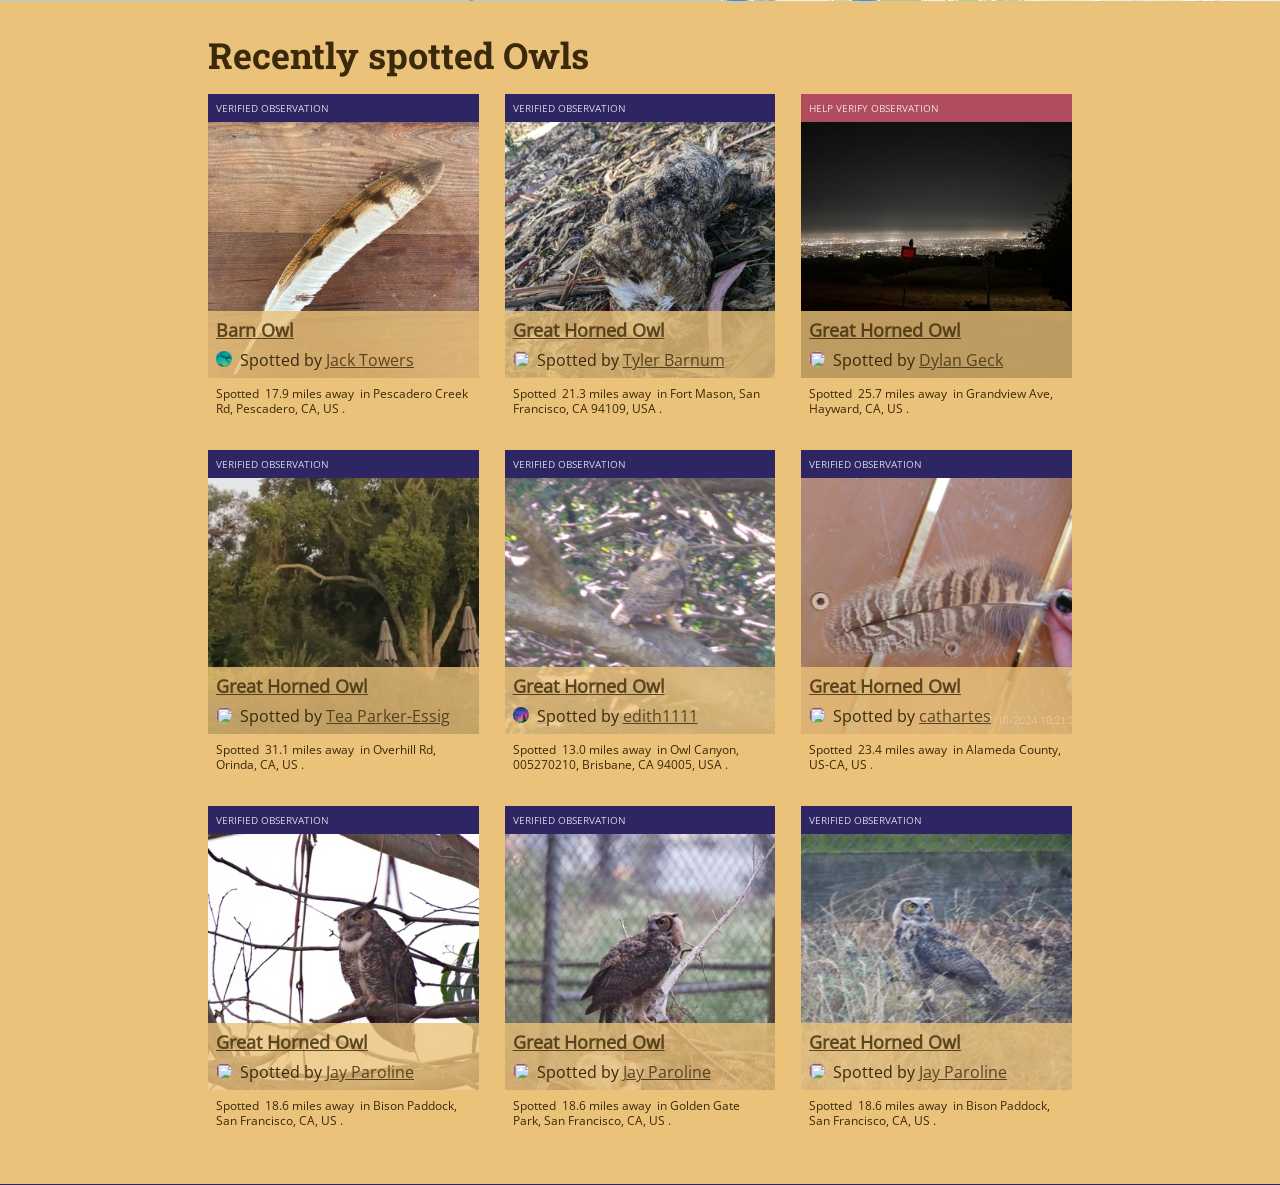 Recently spotted Owls
VERIFIED OBSERVATION
Barn Owl
Spotted by Jack Towers
Spotted 17.9 miles away in Pescadero Creek
Rd, Pescadero, CA, US .
VERIFIED OBSERVATION
Great Horned Owl
Spotted by Tyler Barnum
Spotted 21.3 miles away in Fort Mason, San
Francisco, CA 94109, USA .
HELP VERIFY OBSERVATION
Great Horned Owl
Spotted by Dylan Geck
Spotted 25.7 miles away in Grandview Ave,
Hayward, CA, US .
VERIFIED OBSERVATION
Great Horned Owl
Spotted by Tea Parker-Essig
Spotted 31.1 miles away in Overhill Rd,
Orinda, CA, US .
VERIFIED OBSERVATION
Great Horned Owl
Spotted by edith1111
Spotted 13.0 miles away in Owl Canyon,
005270210, Brisbane, CA 94005, USA .
VERIFIED OBSERVATION
Great Horned Owl
Spotted by cathartes
Spotted 23.4 miles away in Alameda County,
US-CA, US .
VERIFIED OBSERVATION
Great Horned Owl
Spotted by Jay Paroline
Spotted 18.6 miles away in Bison Paddock,
San Francisco, CA, US .
VERIFIED OBSERVATION
Great Horned Owl
Spotted by Jay Paroline
Spotted 18.6 miles away in Golden Gate
Park, San Francisco, CA, US .
VERIFIED OBSERVATION
Great Horned Owl
Spotted by Jay Paroline
Spotted 18.6 miles away in Bison Paddock,
San Francisco, CA, US .